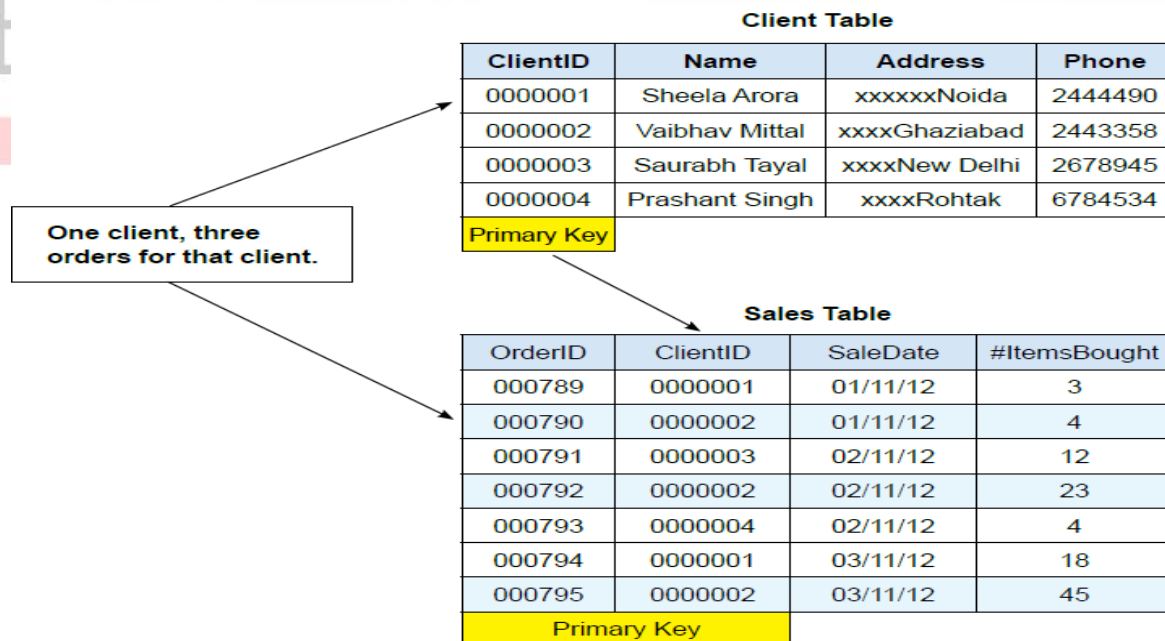 Client Table
ClientID Name Address Phone
0000001 Sheela Arora xxxxxxNoida 2444490
0000002 Vaibhav Mittal xxxxGhaziabad 2443358
0000003 Saurabh Tayal xxxxNew Delhi 2678945
0000004 Prashant Singh xxxxRohtak 6784534
Primary Key
One client, three
orders for that client.
Sales Table
OrderID ClientID SaleDate #ItemsBought
000789 0000001 01/11/12 3
000790 0000002 01/11/12 4
000791 0000003 02/11/12 12
000792 0000002 02/11/12 23
000793 0000004 02/11/12 4
000794 0000001 03/11/12 18
000795 0000002 03/11/12 45
Primary Key